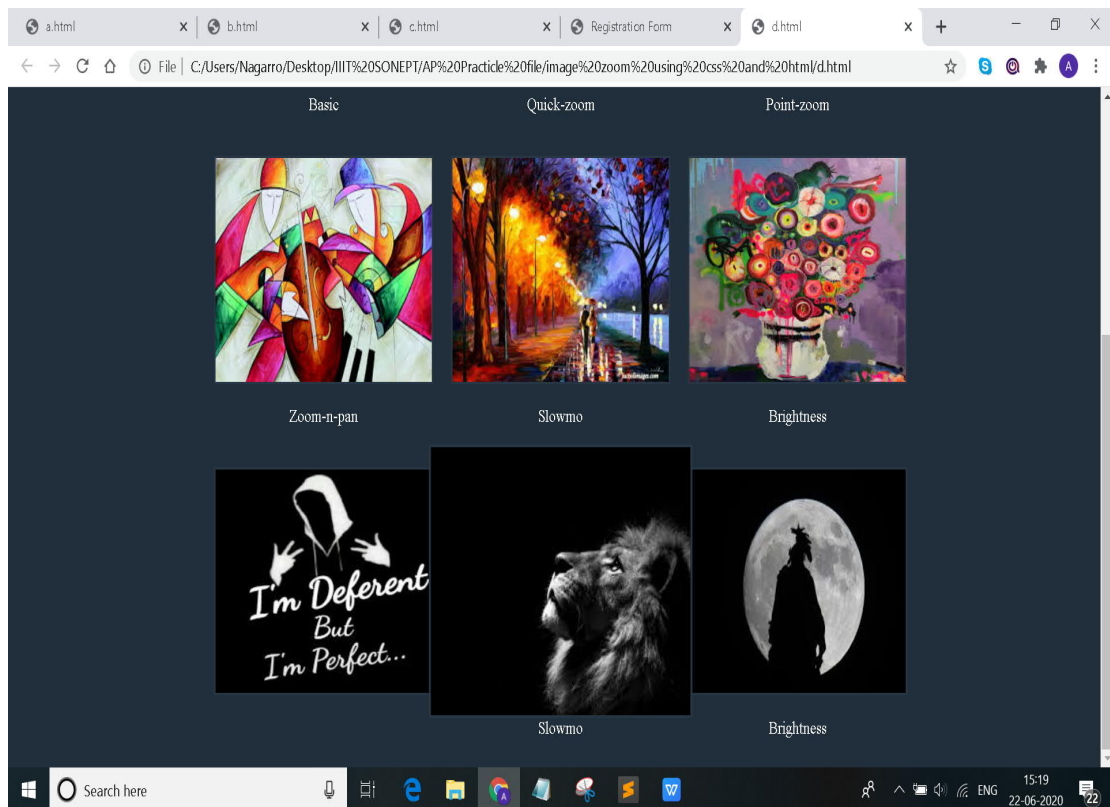 a.html
b.html
c.html
Registration Form
d.html
File | C:/Users/Nagarro/Desktop/IIIT%20SONEPT/AP%20Practicle%20file/image%20zoom%20using%20css%20and%20html/d.html
A
Basic
Quick-zoom
Point-zoom
Zoom-n-pan
Slowmo
Brightness
I'm Deferent
But
I'm Perfect...
Slowmo
Brightness
Search here
ENG
15:19
22-06-2020
22